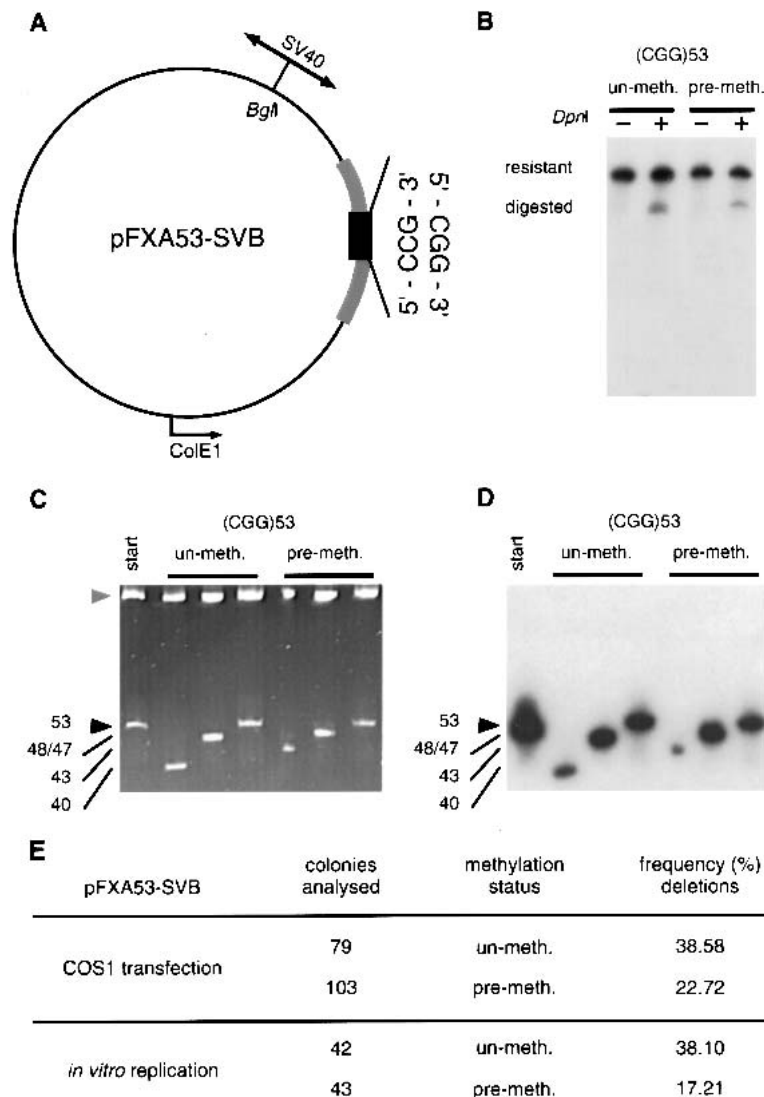 A
SV40
BglI
pFXA53-SVB
5' - CGG - 3'
5' - CCG - 3'
ColE1
B
(CGG)53
un-meth. pre-meth.
DpnI − + − +
resistant
digested
C
(CGG)53
start
un-meth. pre-meth.
53
48/47
43
40
D
(CGG)53
start
un-meth. pre-meth.
53
48/47
43
40
E
pFXA53-SVB colonies analysed methylation status frequency (%) deletions
COS1 transfection
79 un-meth. 38.58
103 pre-meth. 22.72
in vitro replication
42 un-meth. 38.10
43 pre-meth. 17.21